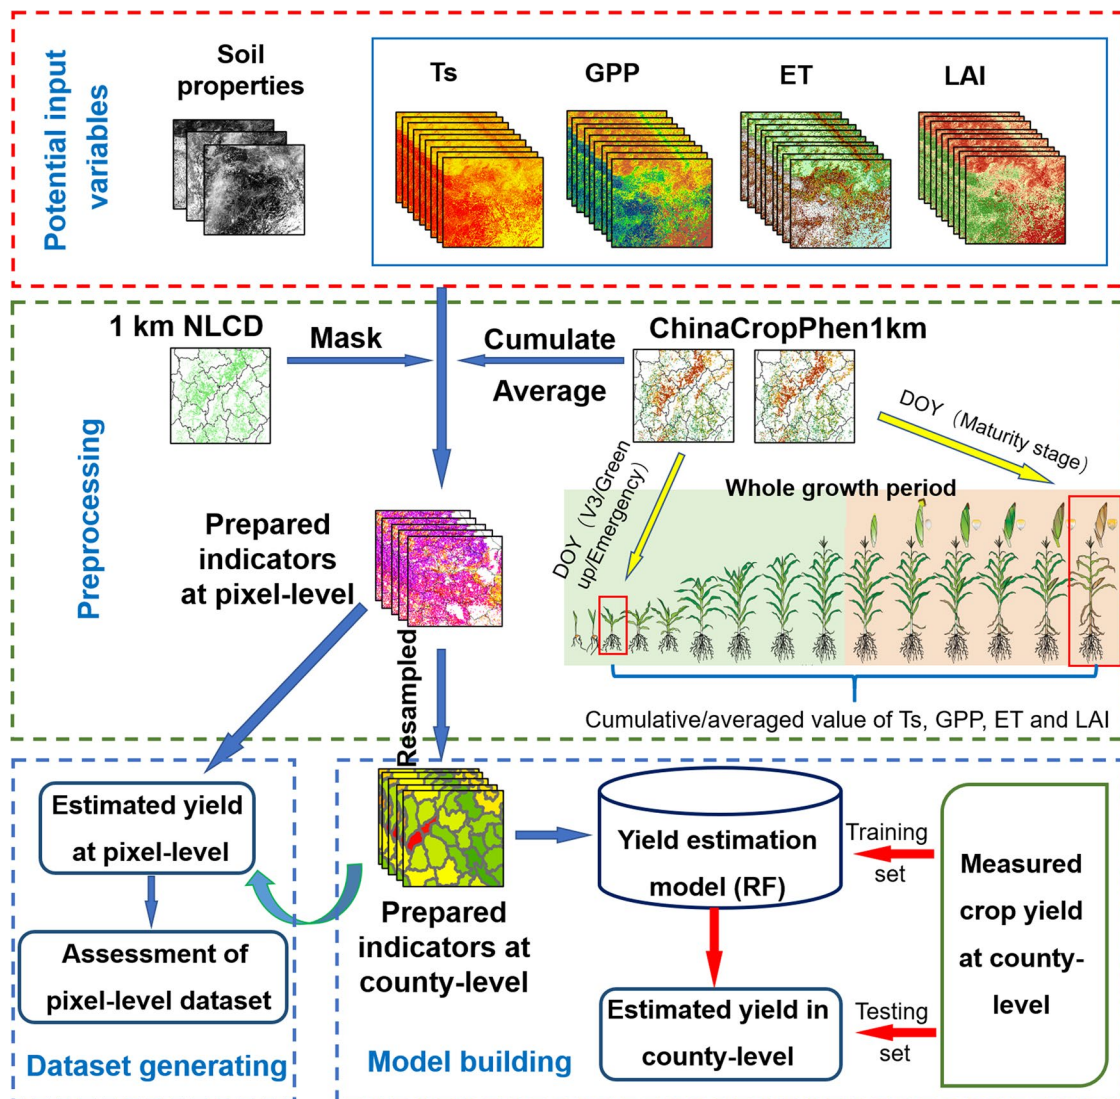 Potential input
variables
Soil
properties
Ts
GPP
ET
LAI
Preprocessing
1 km NLCD
Mask
Cumulate
Average
ChinaCropPhen1km
DOY（Maturity stage）
DOY（V3/Green
up/Emergency）
Whole growth period
Prepared
indicators
at pixel-level
Resampled
Cumulative/averaged value of Ts, GPP, ET and LAI
Estimated yield
at pixel-level
Assessment of
pixel-level dataset
Dataset generating
Prepared
indicators at
county-level
Model building
Yield estimation
model (RF)
Training
set
Estimated yield in
county-level
Testing
set
Measured
crop yield
at county-
level